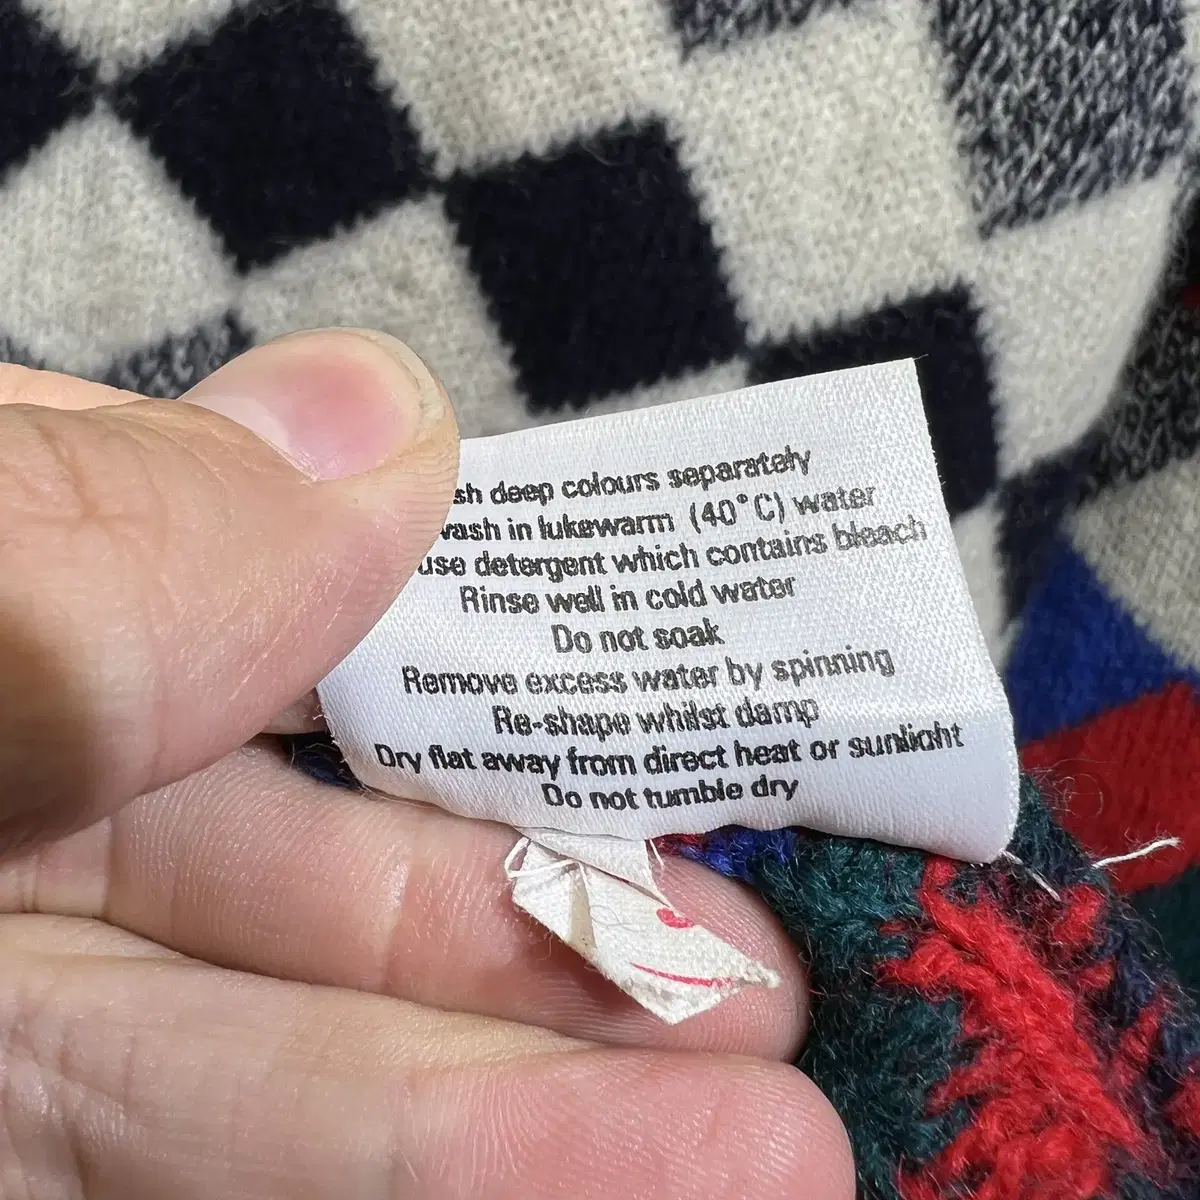 sh deep colours separately
wash in lukewarm (40°C) water
use detergent which contains bleach
Rinse well in cold water
Do not soak
Remove excess water by spinning
Re-shape whilst damp
Dry flat away from direct heat or sunlight
Do not tumble dry